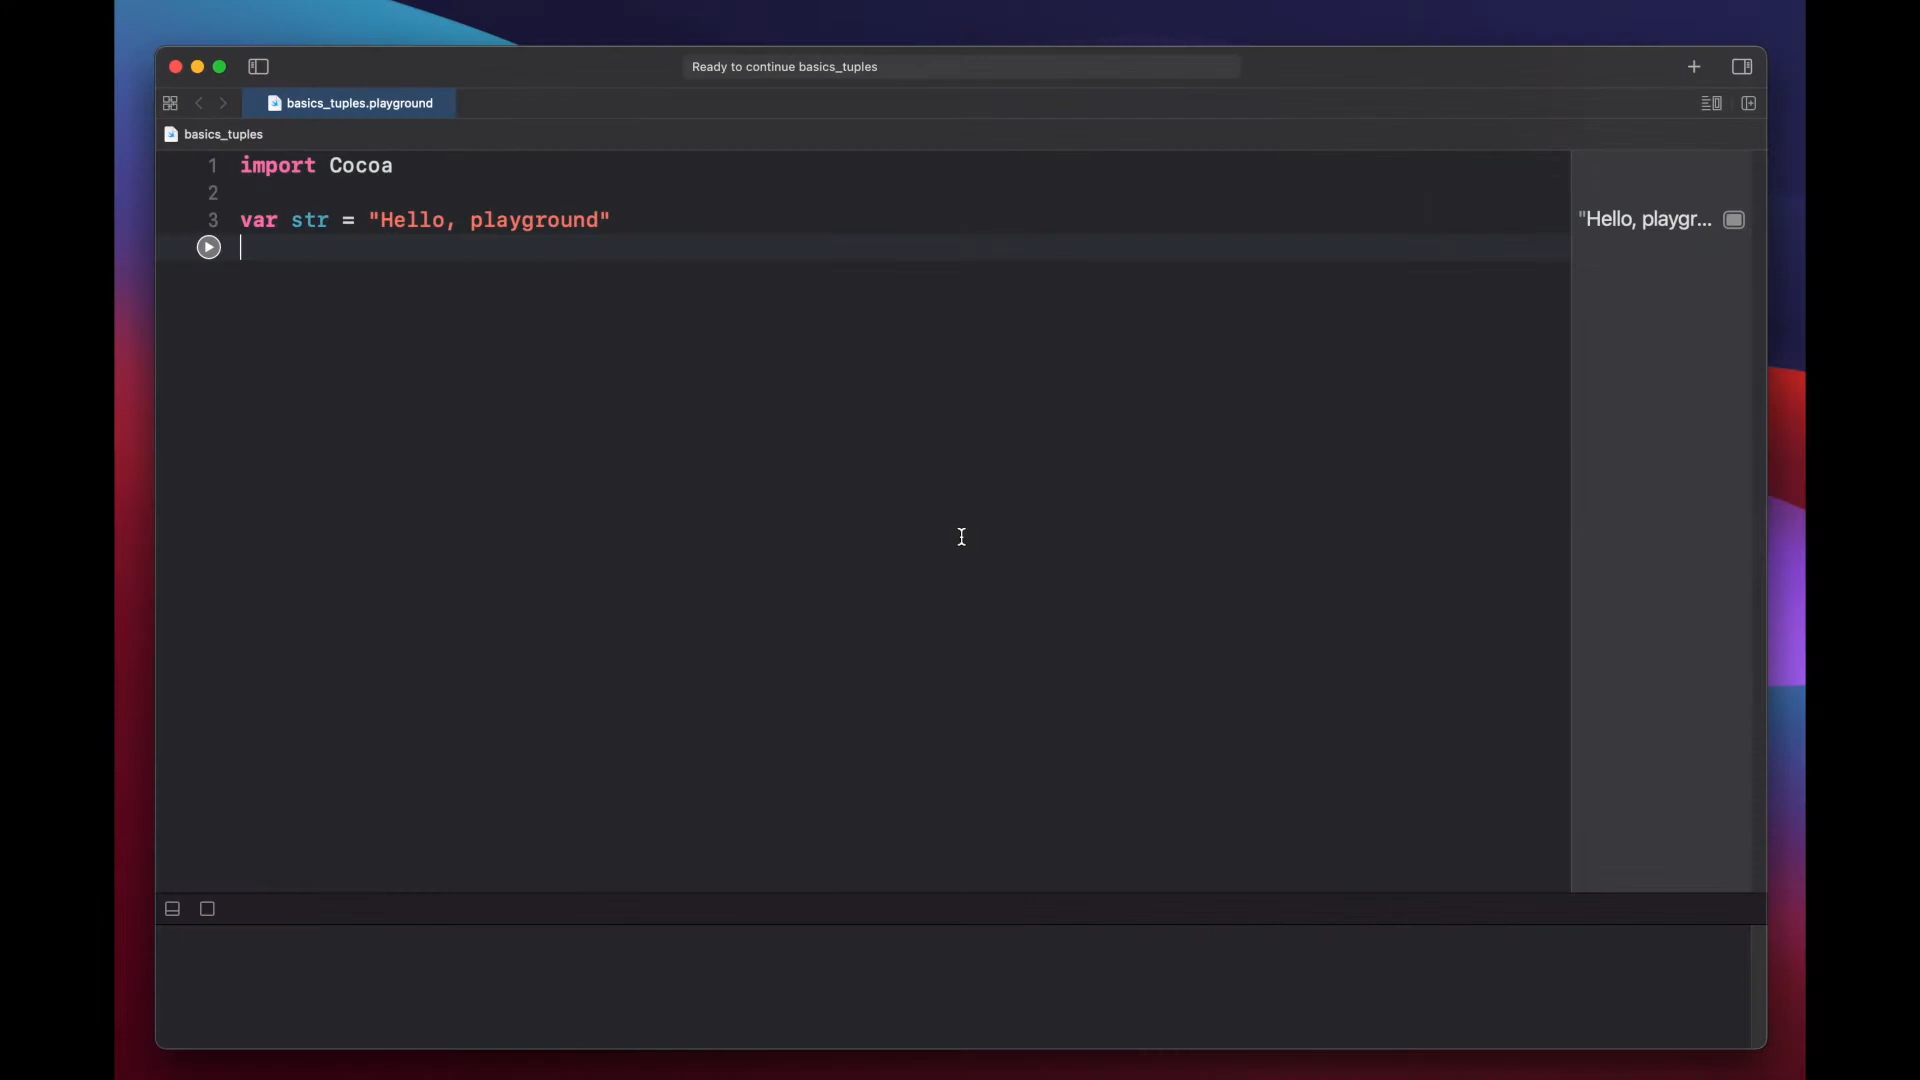 Ready to continue basics_tuples
basics_tuples.playground
basics_tuples
1 import Cocoa
2
3 var str = "Hello, playground"
"Hello, playgr...